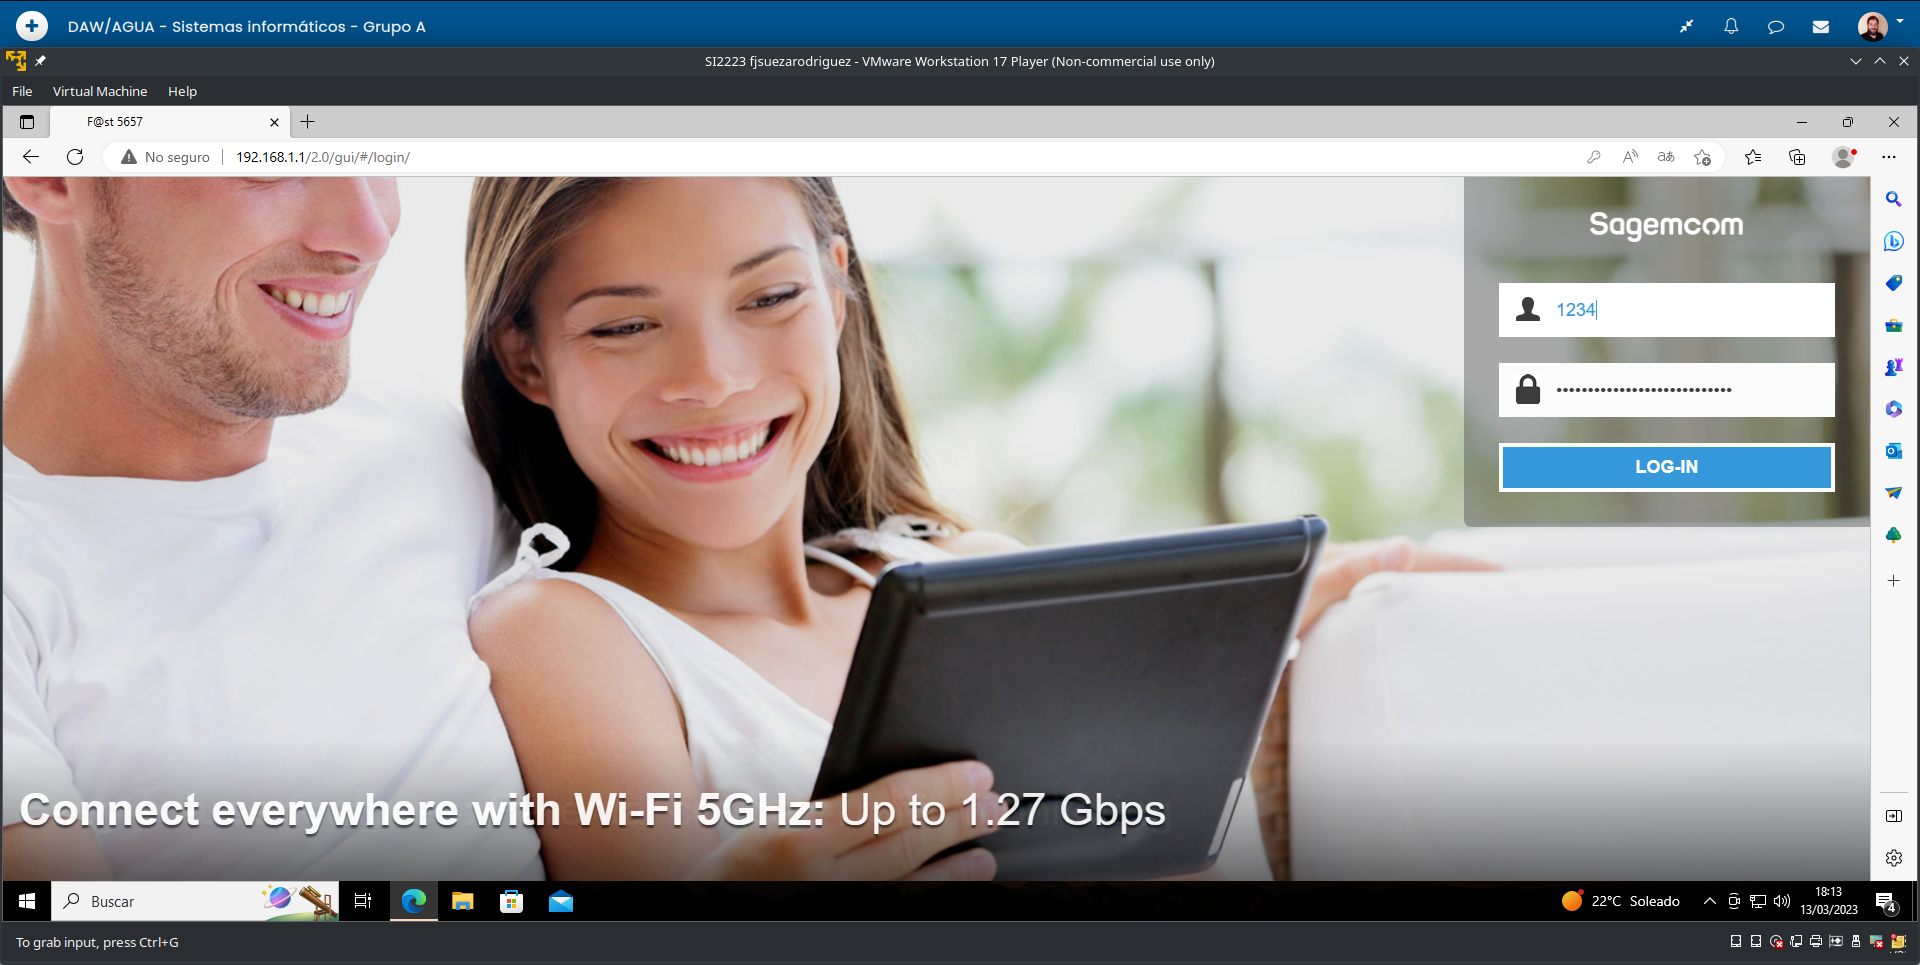 DAW/AGUA - Sistemas informáticos - Grupo A
SI2223 fjsuezarodriguez - VMware Workstation 17 Player (Non-commercial use only)
File Virtual Machine Help
F@st 5657
No seguro 192.168.1.1/2.0/gui/#/login/
Sagemcom
1234
LOG-IN
Connect everywhere with Wi-Fi 5GHz: Up to 1.27 Gbps
Buscar
22°C Soleado
18:13
13/03/2023
4
To grab input, press Ctrl+G